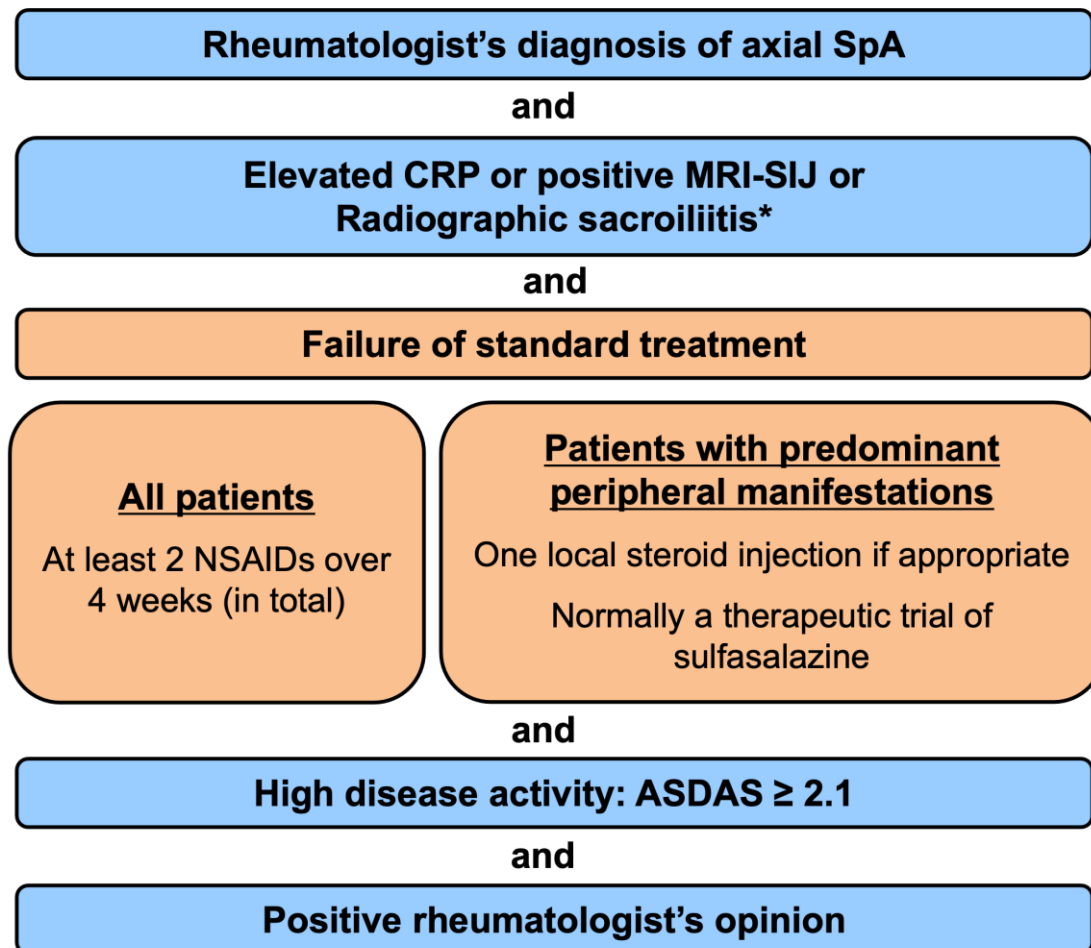 Rheumatologist's diagnosis of axial SpA
and
Elevated CRP or positive MRI-SIJ or
Radiographic sacroiliitis*
and
Failure of standard treatment
All patients
At least 2 NSAIDs over
4 weeks (in total)
Patients with predominant
peripheral manifestations
One local steroid injection if appropriate
Normally a therapeutic trial of
sulfasalazine
and
High disease activity: ASDAS ≥ 2.1
and
Positive rheumatologist's opinion